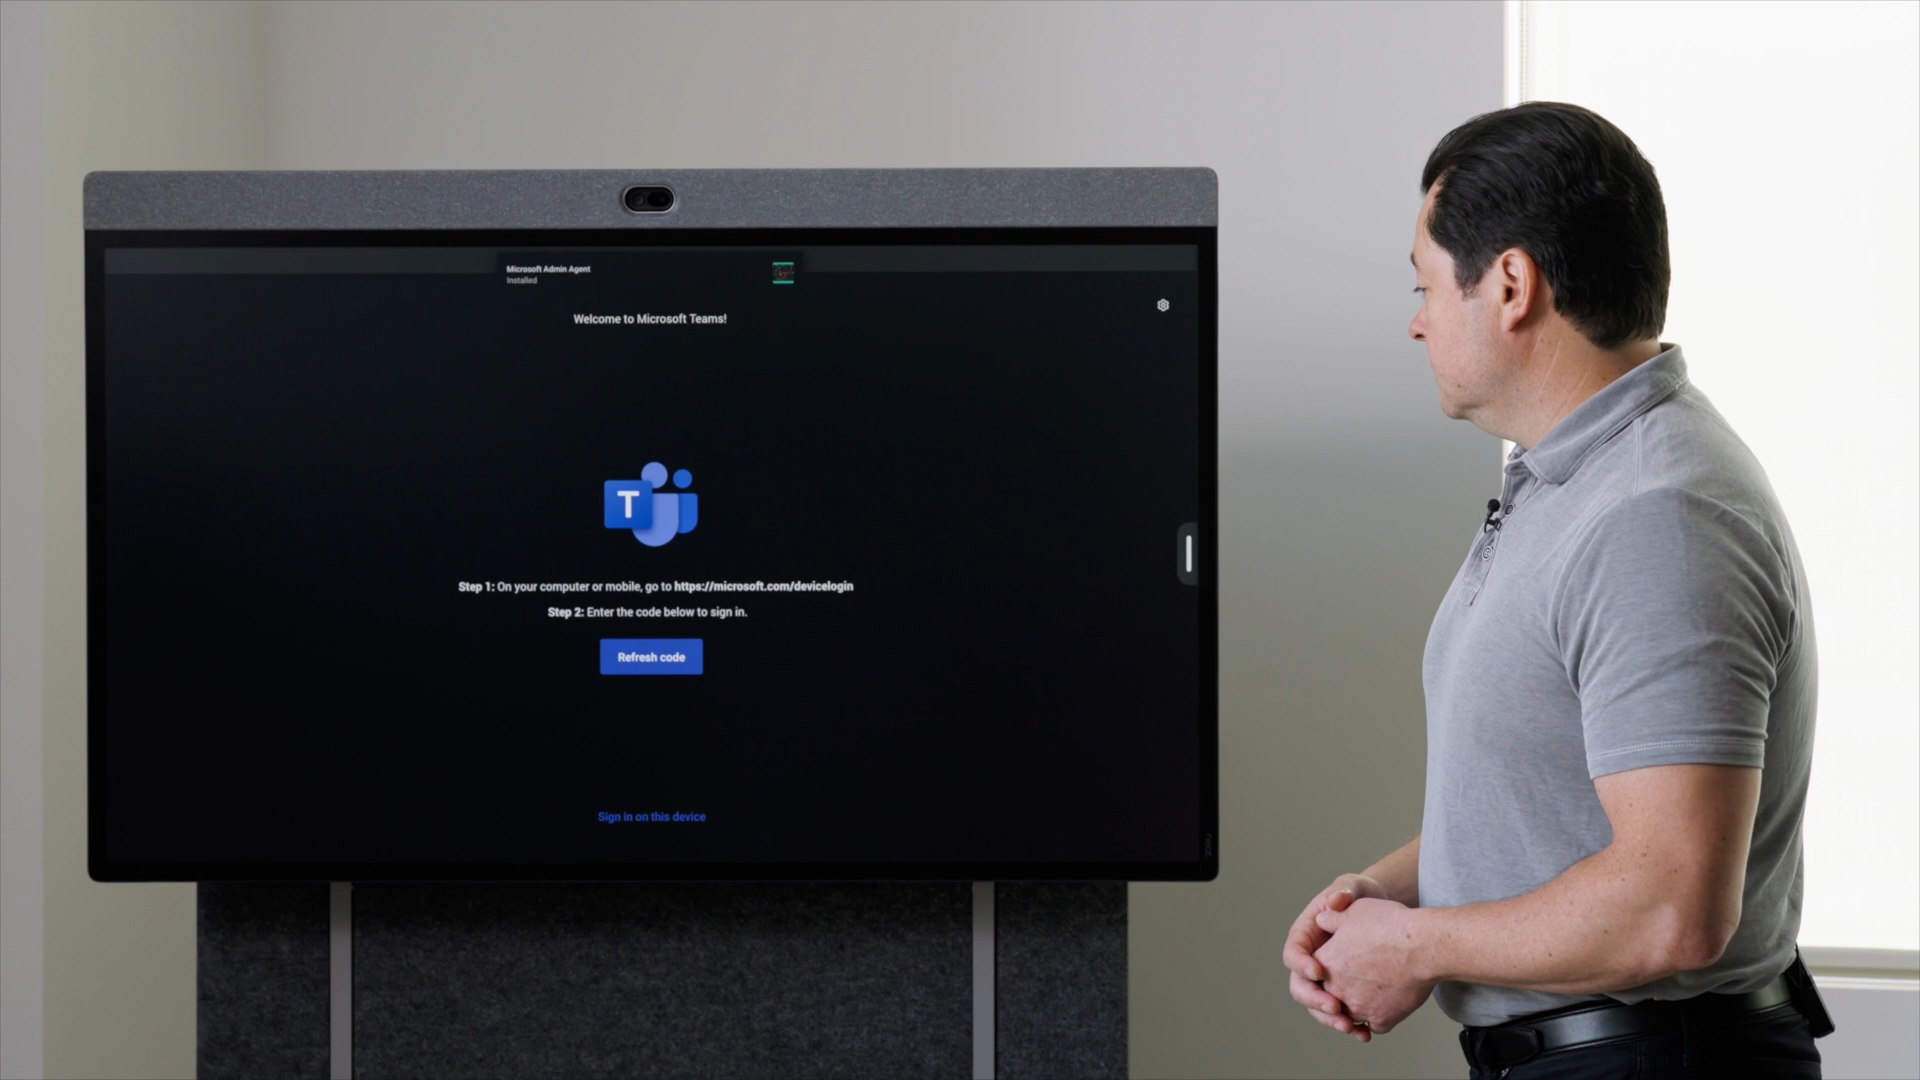 Microsoft Admin Agent
Installed
Welcome to Microsoft Teams!
T
Step 1: On your computer or mobile, go to https://microsoft.com/devicelogin
Step 2: Enter the code below to sign in.
Refresh code
Sign in on this device
neat